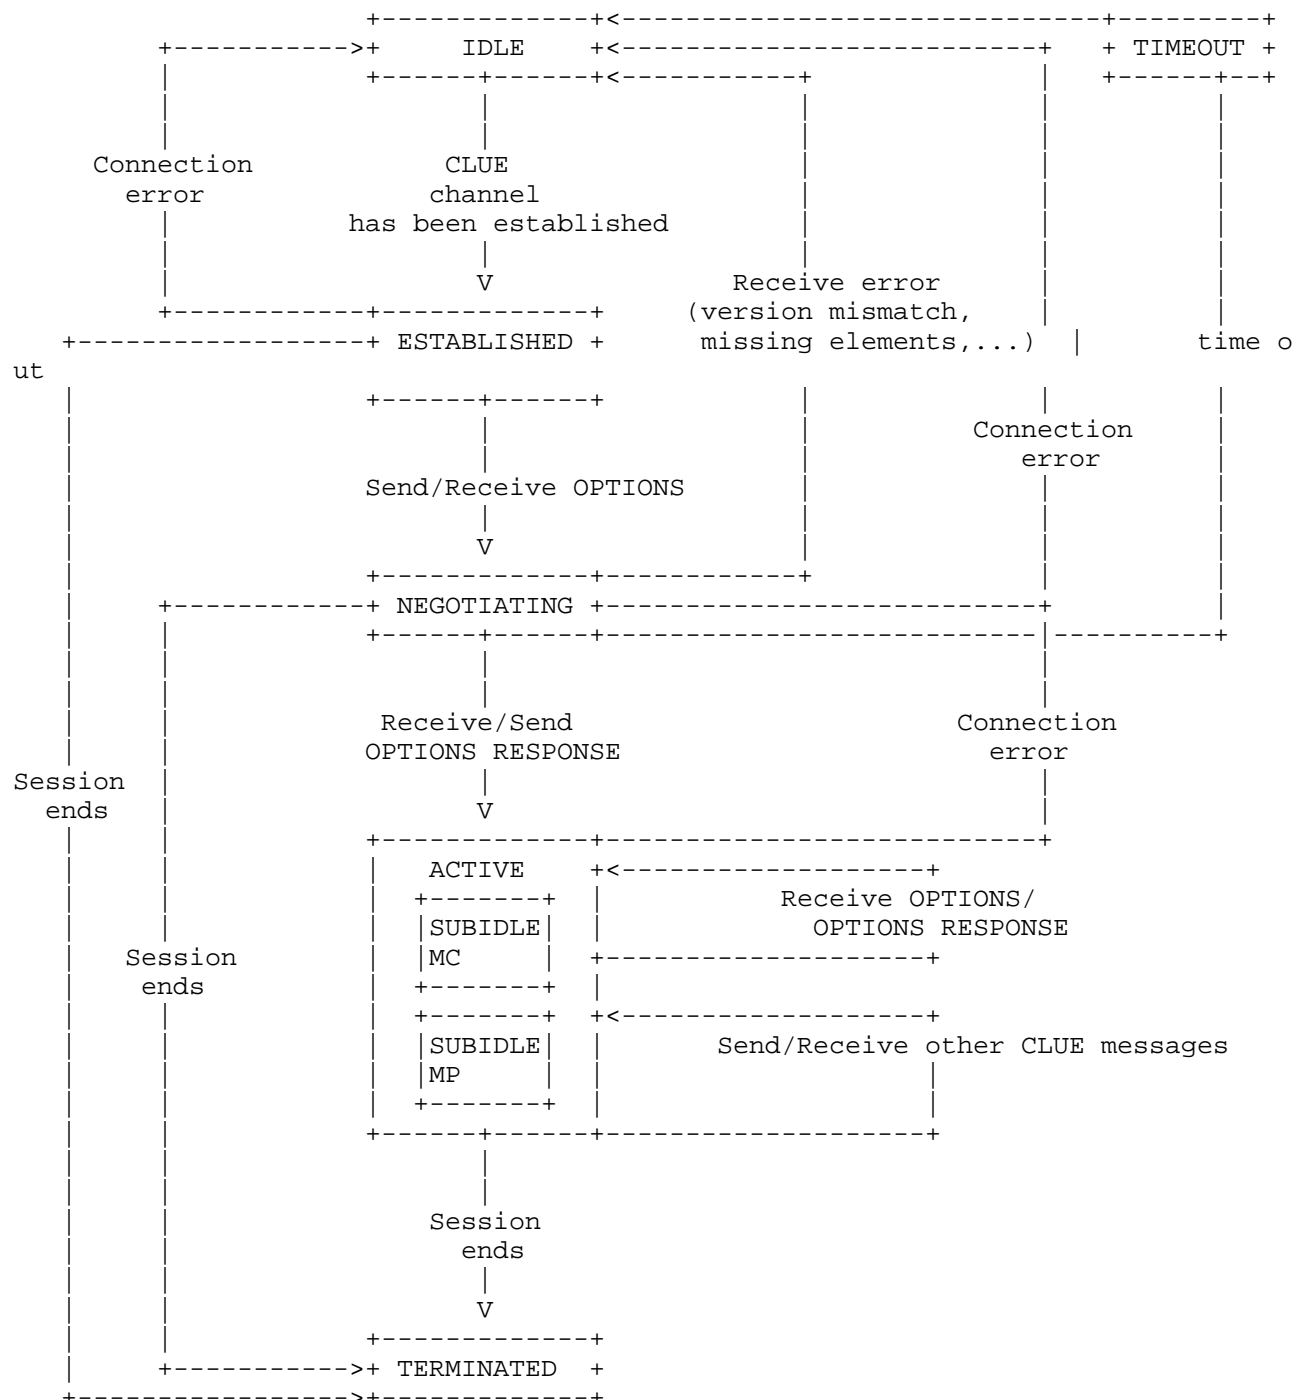 IDLE
TIMEOUT
Connection
CLUE
error
channel
has been established
V
Receive error
(version mismatch,
ESTABLISHED
missing elements,...)
time o
ut
Connection
error
Send/Receive OPTIONS
V
NEGOTIATING
Receive/Send
Connection
OPTIONS RESPONSE
error
Session
ends
V
ACTIVE
Receive OPTIONS/
SUBIDLE
OPTIONS RESPONSE
Session
MC
ends
SUBIDLE
Send/Receive other CLUE messages
MP
Session
ends
V
TERMINATED